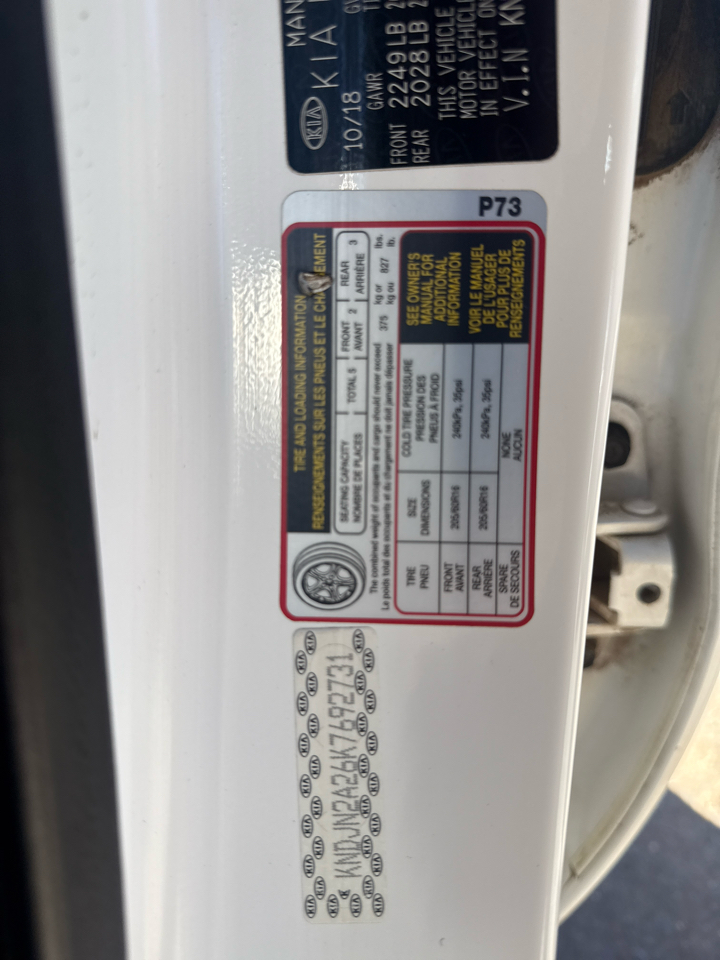 MAN
KIA
KIA
10/18
GAWR
FRONT 2249 LB
REAR 2028 LB
THIS VEHICLE
MOTOR VEHICLE
IN EFFECT ON
V.I.N KN
P73
TIRE AND LOADING INFORMATION
RENSEIGNEMENTS SUR LES PNEUS ET LE CHARGEMENT
SEATING CAPACITY TOTAL 5 FRONT 2 REAR 3
NOMBRE DE PLACES AVANT ARRIÈRE
The combined weight of occupants and cargo should never exceed 375 kg or 827 lbs.
Le poids total des occupants et du chargement ne doit jamais dépasser kg ou lb.
TIRE SIZE COLD TIRE PRESSURE
PNEU DIMENSIONS PRESSION DES
PNEUS À FROID
FRONT 205/60R16 240kPa, 35psi
AVANT
REAR 205/60R16 240kPa, 35psi
ARRIÈRE
SPARE NONE
DE SECOURS AUCUN
SEE OWNER'S
MANUAL FOR
ADDITIONAL
INFORMATION
VOIR LE MANUEL
DE L'USAGER
POUR PLUS DE
RENSEIGNEMENTS
KNDJN2A26K7692731